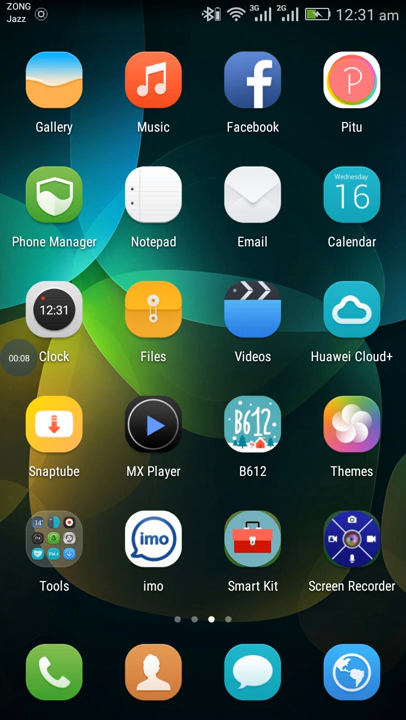 ZONG
Jazz
3G 2G 12:31 am
Gallery Music Facebook Pitu
Wednesday
16
Phone Manager Notepad Email Calendar
12:31
00:08
Clock Files Videos Huawei Cloud+
B612
Snaptube MX Player B612 Themes
imo
Tools imo Smart Kit Screen Recorder